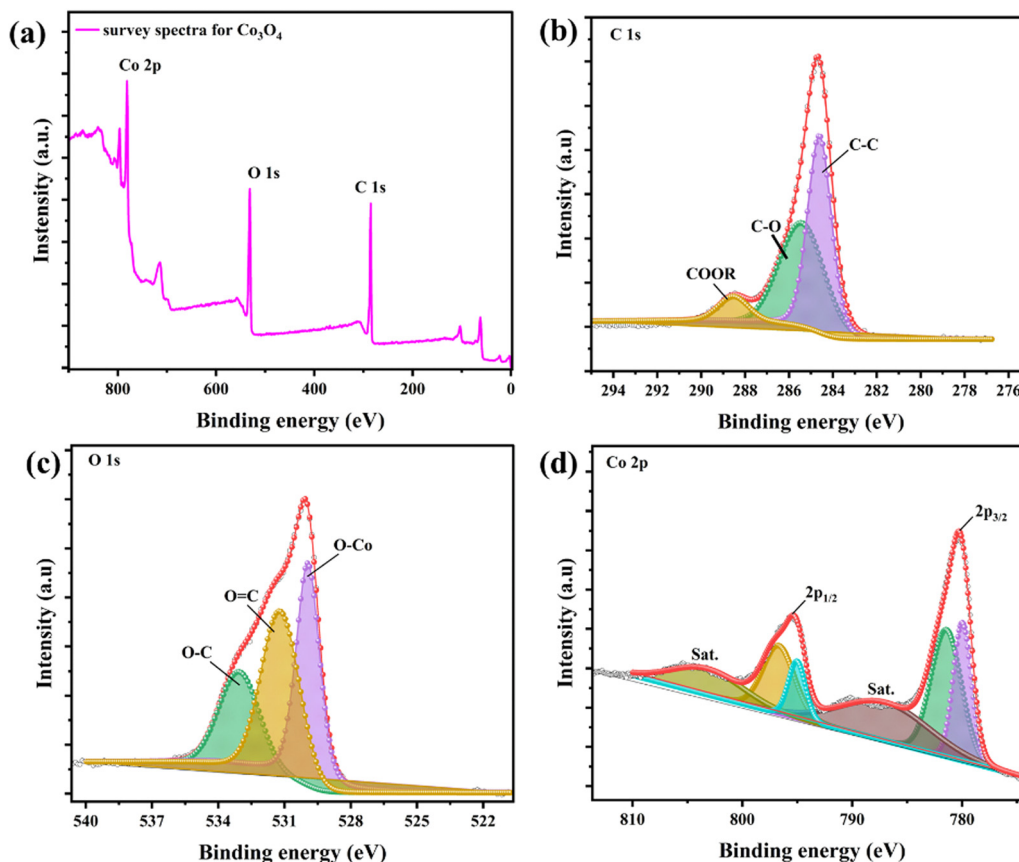 (a)
survey spectra for Co₃O₄
Co 2p
O 1s
C 1s
Instensity (a.u.)
800 600 400 200 0
Binding energy (eV)
(b)
C 1s
C-C
C-O
COOR
Intensity (a.u)
294 292 290 288 286 284 282 280 278 276
Binding energy (eV)
(c)
O 1s
O-Co
O=C
O-C
Intensity (a.u)
540 537 534 531 528 525 522
Binding energy (eV)
(d)
Co 2p
2p₃/₂
2p₁/₂
Sat.
Sat.
Intensity (a.u)
810 800 790 780
Binding energy (eV)